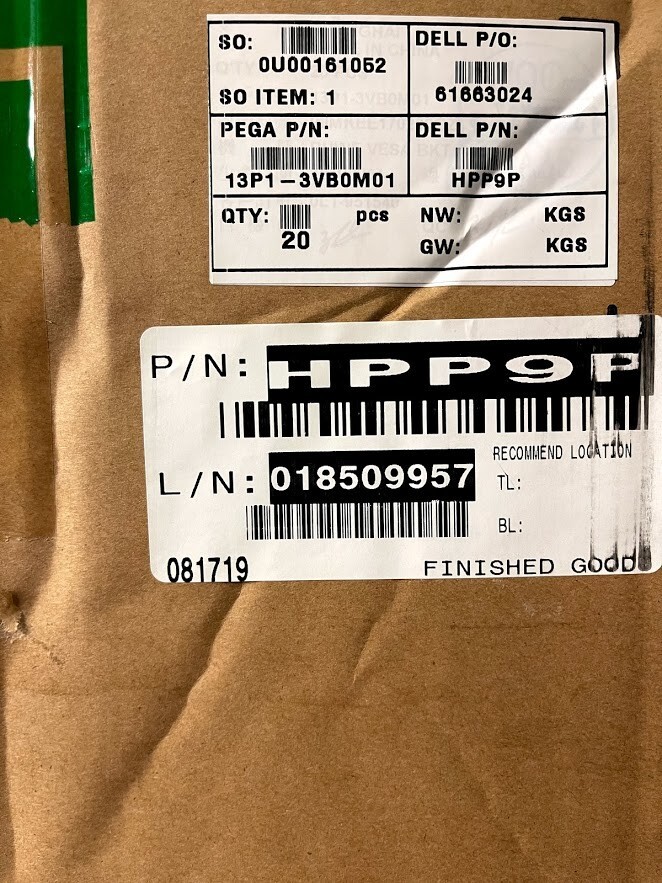 SO: 0U00161052
SO ITEM: 1
DELL P/O: 61663024
PEGA P/N: 13P1-3VB0M01
DELL P/N: HPP9P
QTY: 20 pcs
NW: KGS
GW: KGS
P/N: HPP9P
L/N: 018509957
RECOMMEND LOCATION
TL:
BL:
081719
FINISHED GOOD